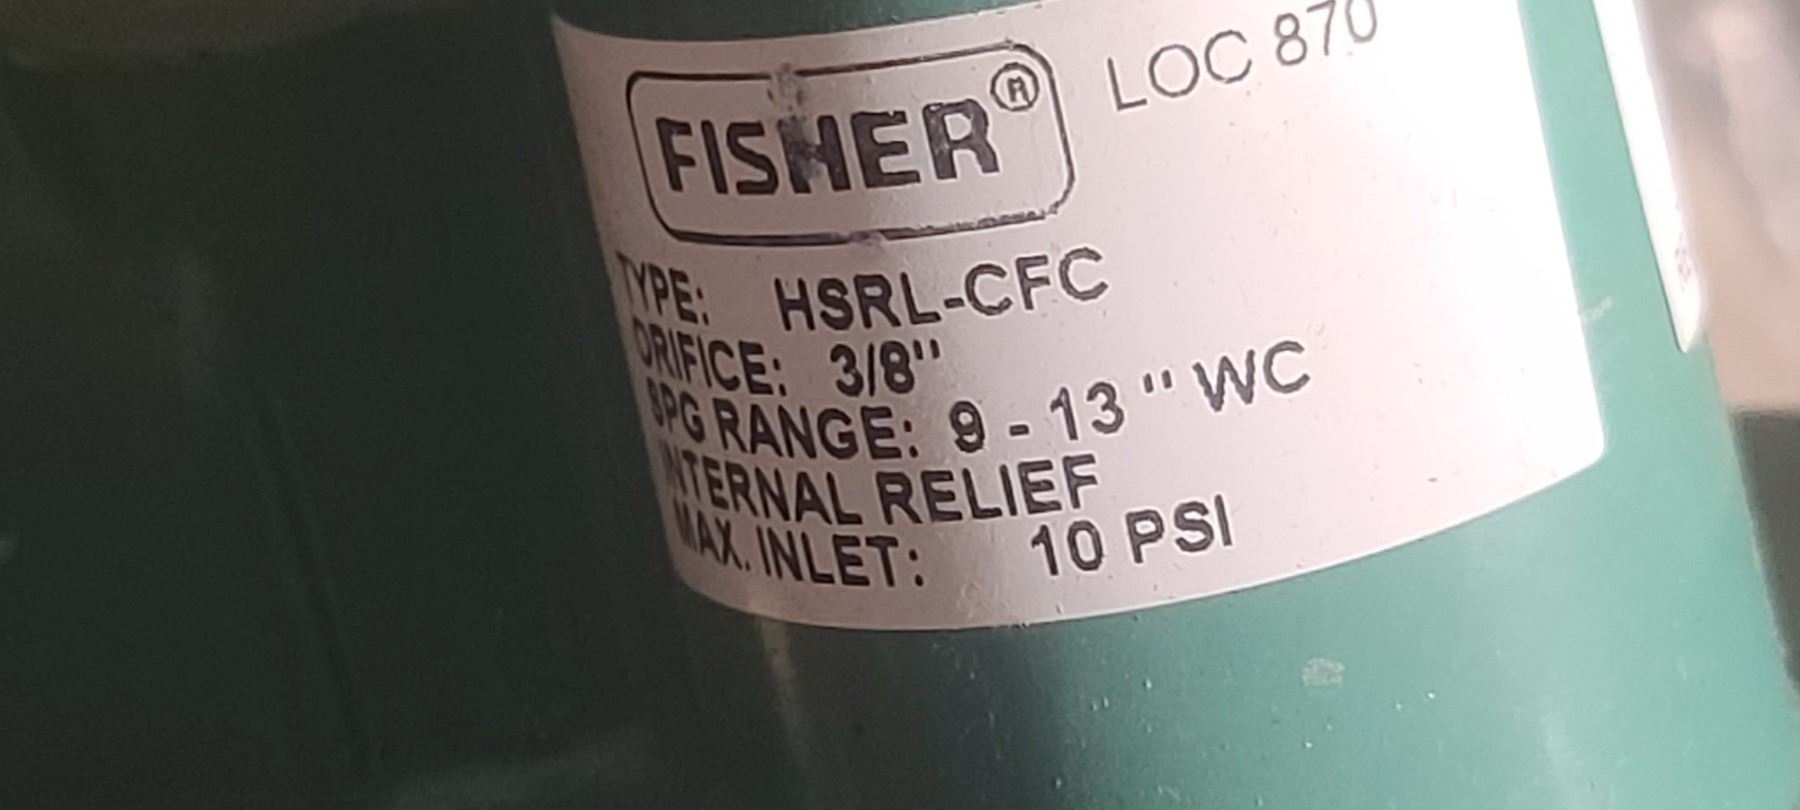 FISHER® LOC 870
TYPE: HSRL-CFC
ORIFICE: 3/8"
SPG RANGE: 9 - 13 " WC
INTERNAL RELIEF
MAX. INLET: 10 PSI